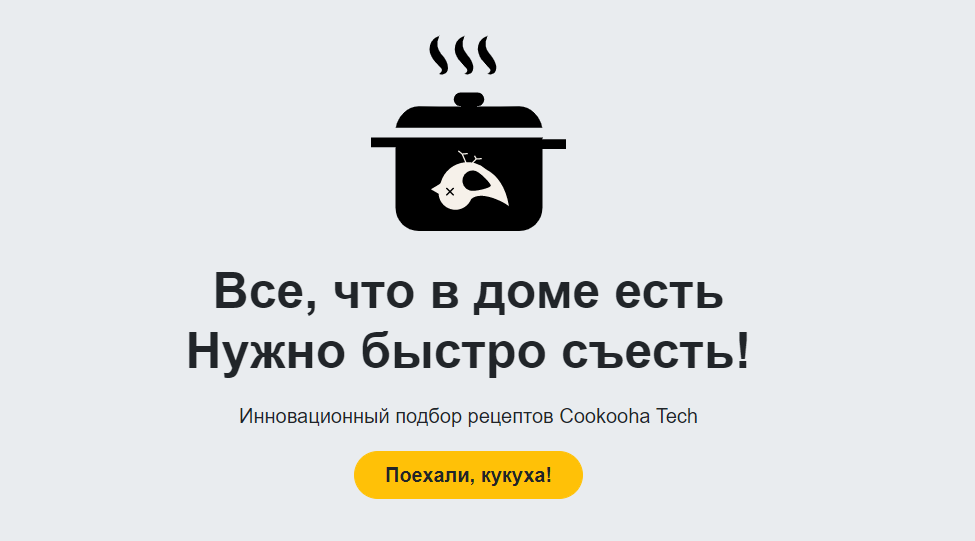 Все, что в доме есть
Нужно быстро съесть!
Инновационный подбор рецептов Cookooha Tech
Поехали, кукуха!